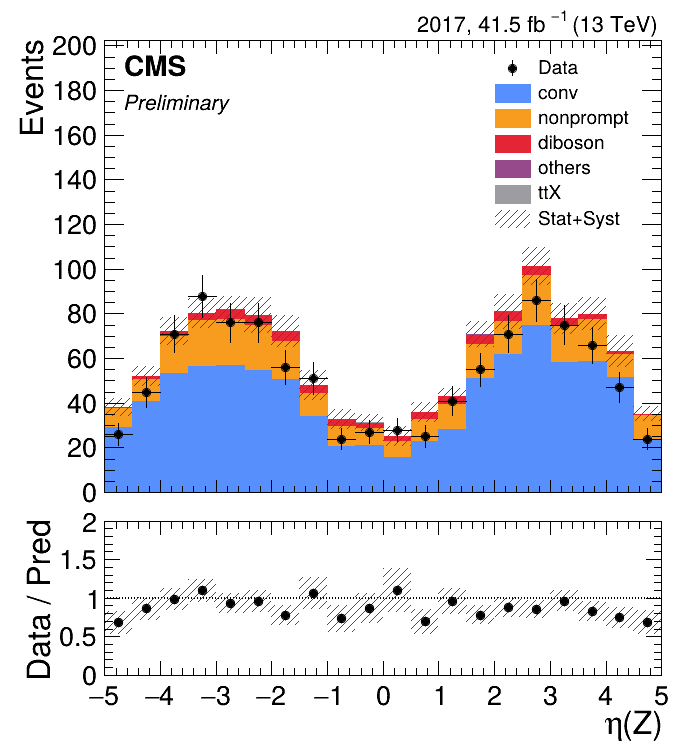 2017, 41.5 fb⁻¹ (13 TeV)
CMS
Preliminary
Events
200
180
160
140
120
100
80
60
40
20
0
Data
conv
nonprompt
diboson
others
ttX
Stat+Syst
Data / Pred
2
1.5
1
0.5
0
−5 −4 −3 −2 −1 0 1 2 3 4 5
η(Z)